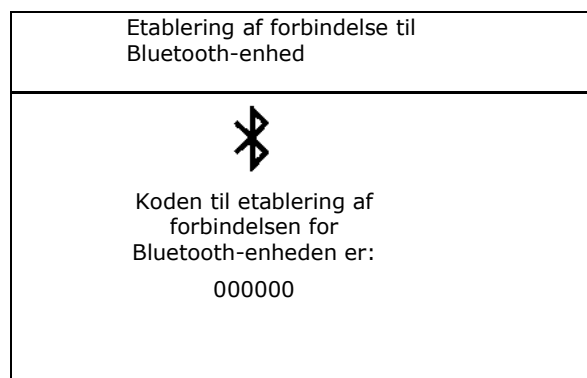 Etablering af forbindelse til
Bluetooth-enhed
Koden til etablering af
forbindelsen for
Bluetooth-enheden er:
000000